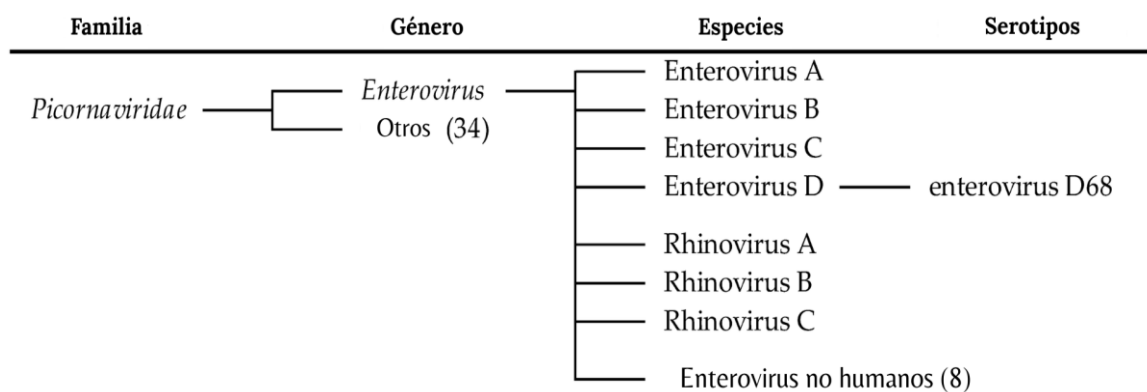 Familia Género Especies Serotipos
Enterovirus A
Picornaviridae Enterovirus Enterovirus B
Otros (34) Enterovirus C
Enterovirus D enterovirus D68
Rhinovirus A
Rhinovirus B
Rhinovirus C
Enterovirus no humanos (8)